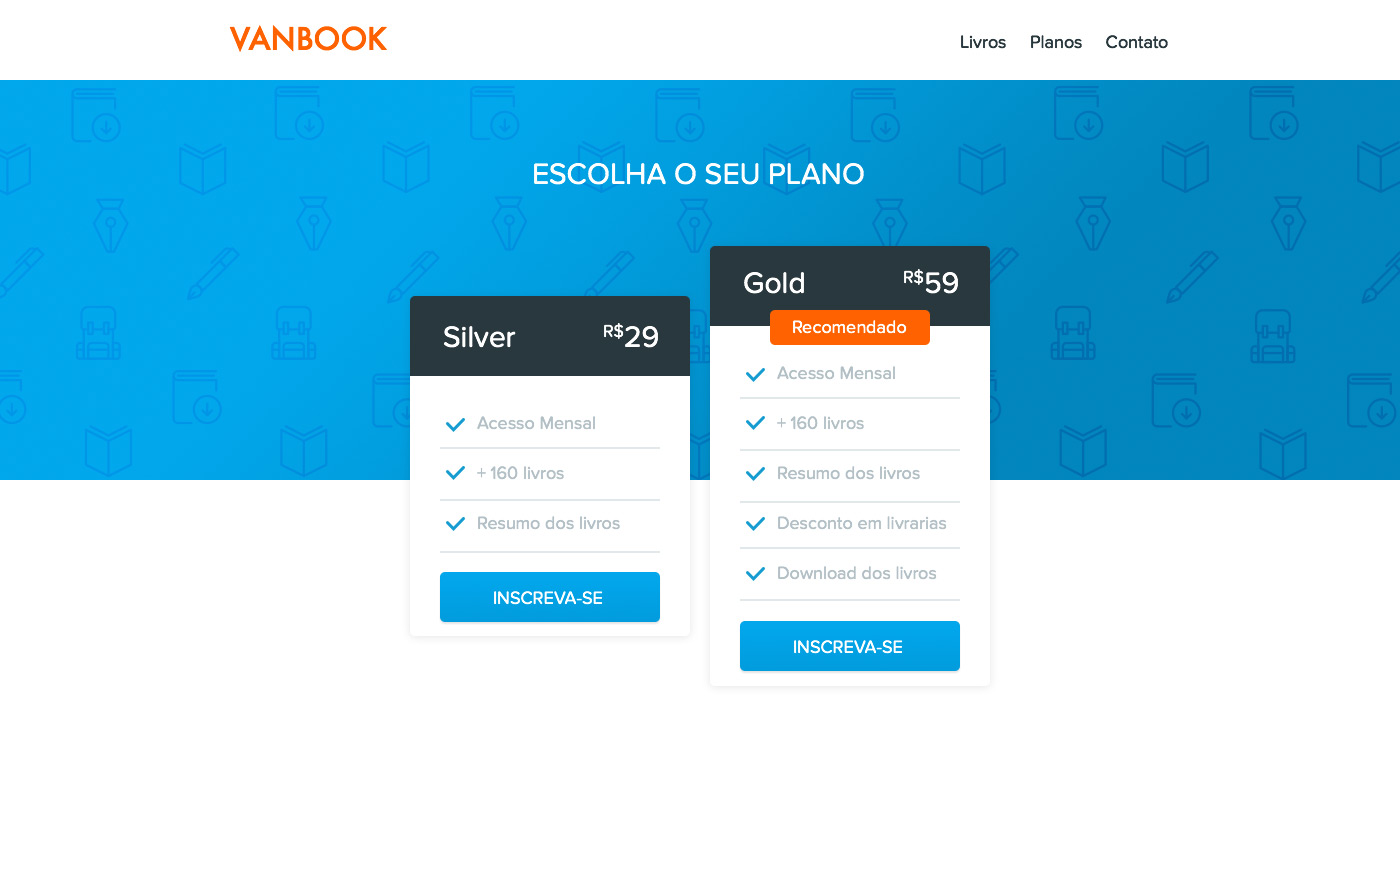 VANBOOK
Livros Planos Contato
ESCOLHA O SEU PLANO
Silver R$29
Acesso Mensal
+ 160 livros
Resumo dos livros
INSCREVA-SE
Gold R$59
Recomendado
Acesso Mensal
+ 160 livros
Resumo dos livros
Desconto em livrarias
Download dos livros
INSCREVA-SE